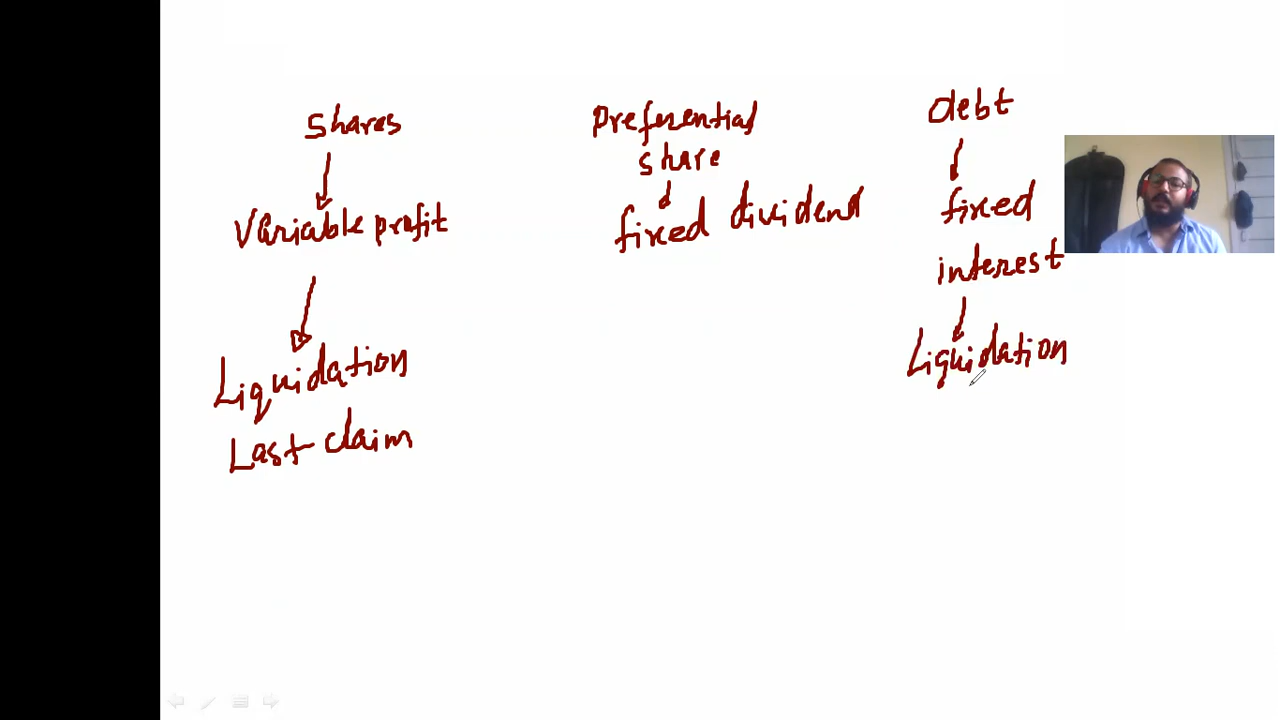 Shares
Variable profit
Liquidation
Last claim
Preferential
share
fixed dividend
Debt
fixed
interest
Liquidation